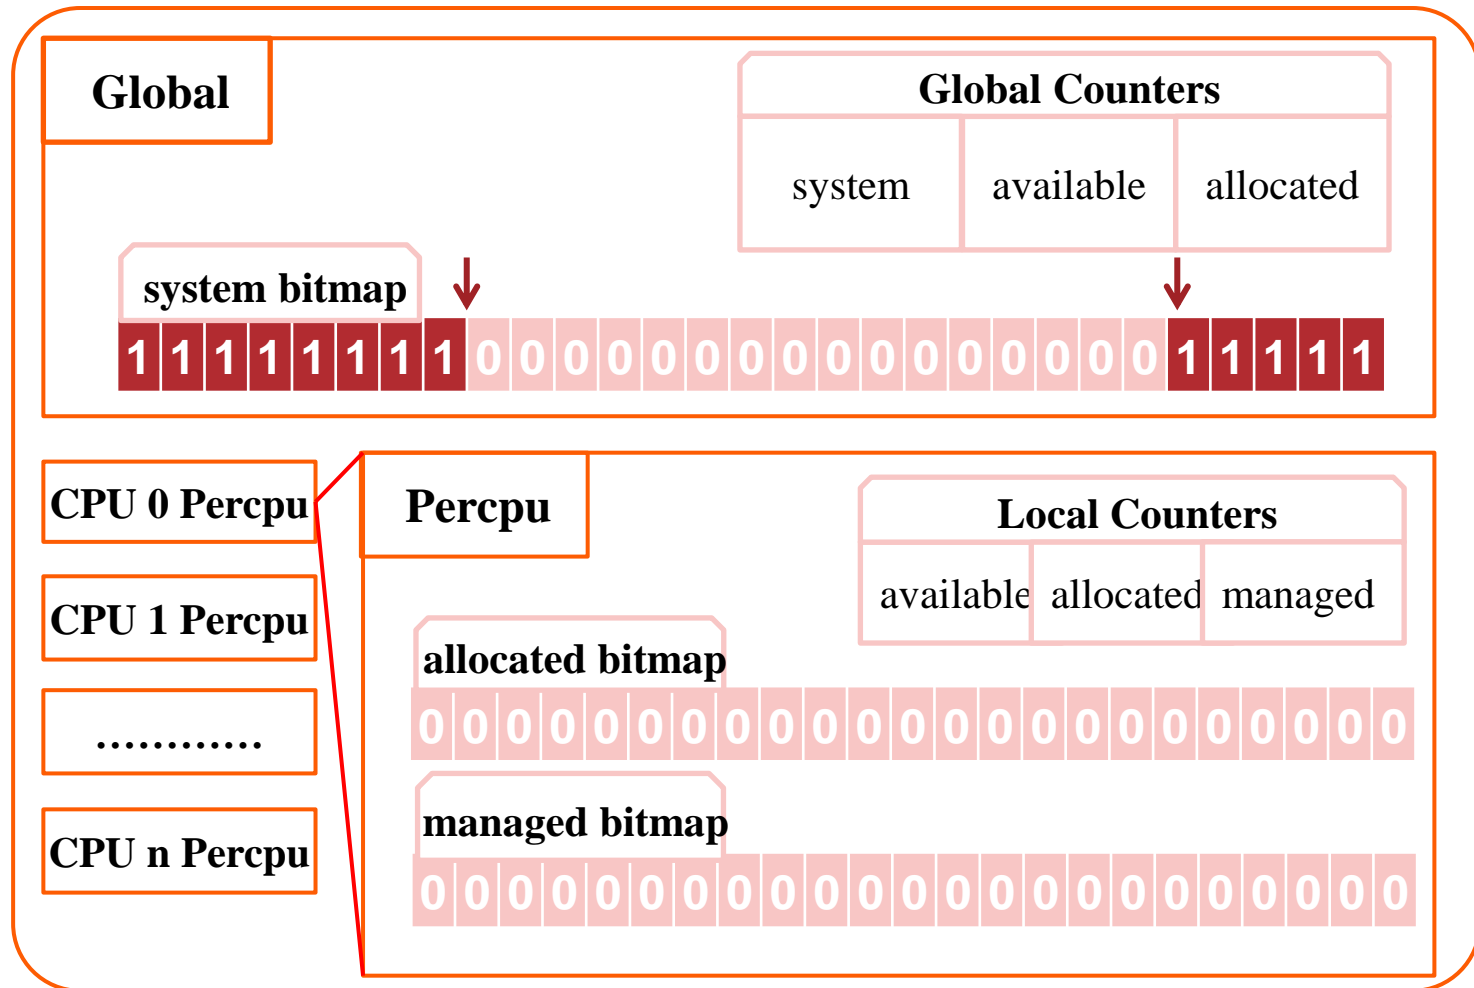 Global
Global Counters
system available allocated
system bitmap
1 1 1 1 1 1 1 1 0 0 0 0 0 0 0 0 0 0 0 0 0 0 0 0 1 1 1 1 1
CPU 0 Percpu
CPU 1 Percpu
............
CPU n Percpu
Percpu
Local Counters
available allocated managed
allocated bitmap
0 0 0 0 0 0 0 0 0 0 0 0 0 0 0 0 0 0 0 0 0 0 0
managed bitmap
0 0 0 0 0 0 0 0 0 0 0 0 0 0 0 0 0 0 0 0 0 0 0